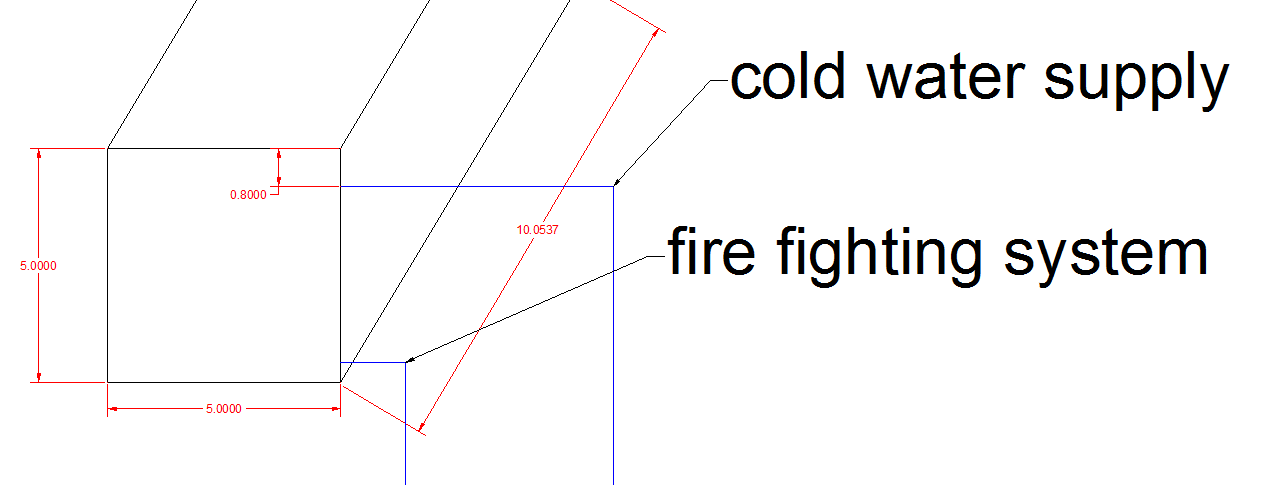 cold water supply
0.8000
10.0537
fire fighting system
5.0000
5.0000